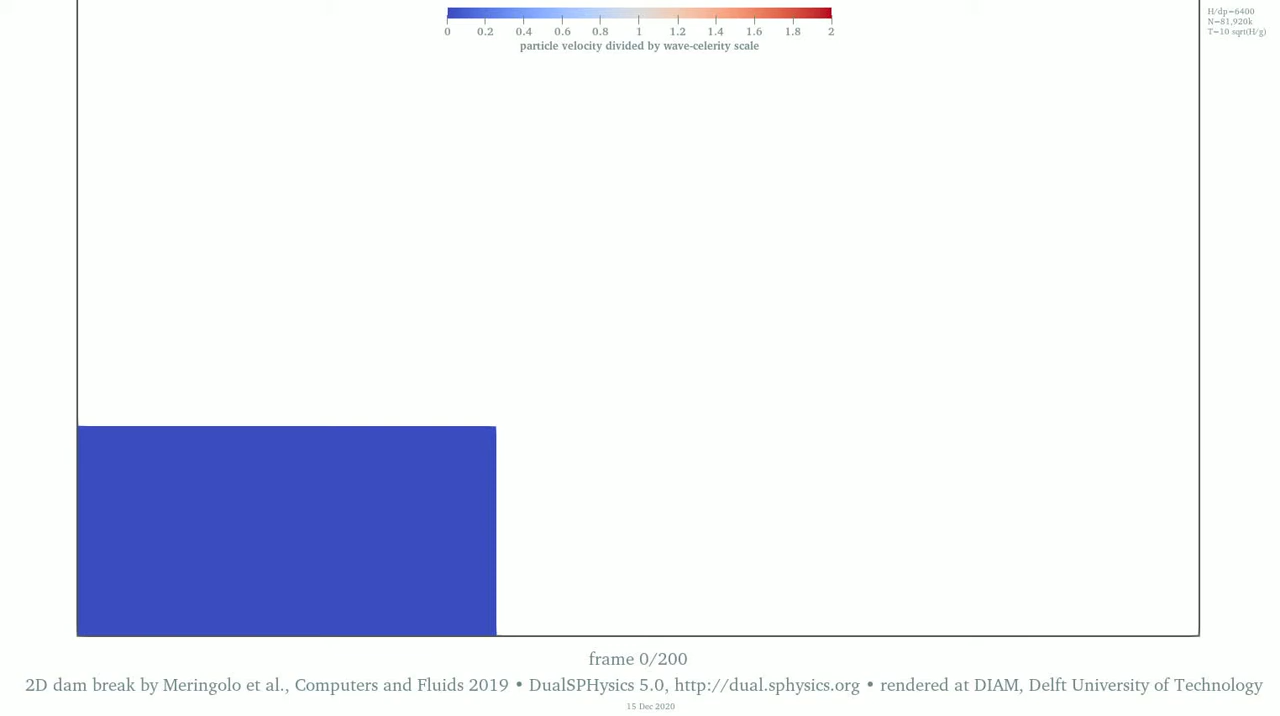 0 0.2 0.4 0.6 0.8 1 1.2 1.4 1.6 1.8 2
particle velocity divided by wave-celerity scale
H/dp=6400
N=81,920k
T=10 sqrt(H/g)
frame 0/200
2D dam break by Meringolo et al., Computers and Fluids 2019 • DualSPHysics 5.0, http://dual.sphysics.org • rendered at DIAM, Delft University of Technology
15 Dec 2020